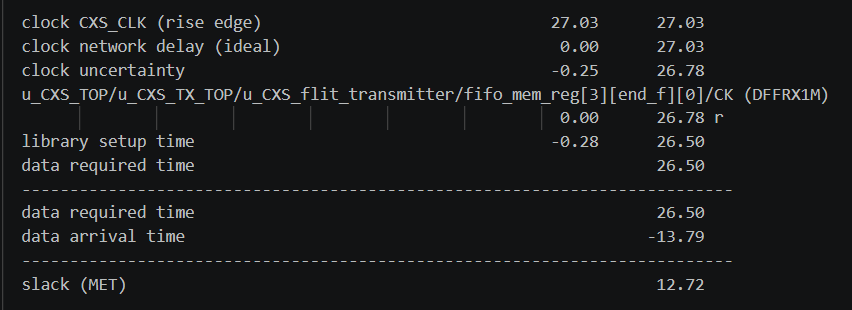 clock CXS_CLK (rise edge) 27.03 27.03
clock network delay (ideal) 0.00 27.03
clock uncertainty -0.25 26.78
u_CXS_TOP/u_CXS_TX_TOP/u_CXS_flit_transmitter/fifo_mem_reg[3][end_f][0]/CK (DFFRX1M)
0.00 26.78 r
library setup time -0.28 26.50
data required time 26.50
--------------------------------------------------------------------------
data required time 26.50
data arrival time -13.79
--------------------------------------------------------------------------
slack (MET) 12.72